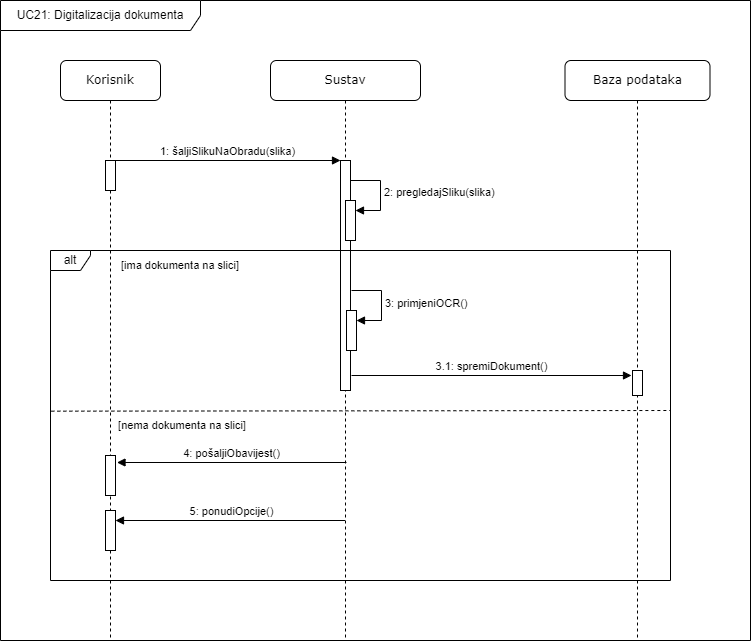 UC21: Digitalizacija dokumenta
Korisnik
Sustav
Baza podataka
1: šaljiSlikuNaObradu(slika)
2: pregledajSliku(slika)
alt
[ima dokumenta na slici]
3: primjeniOCR()
3.1: spremiDokument()
[nema dokumenta na slici]
4: pošaljiObavijest()
5: ponudiOpcije()